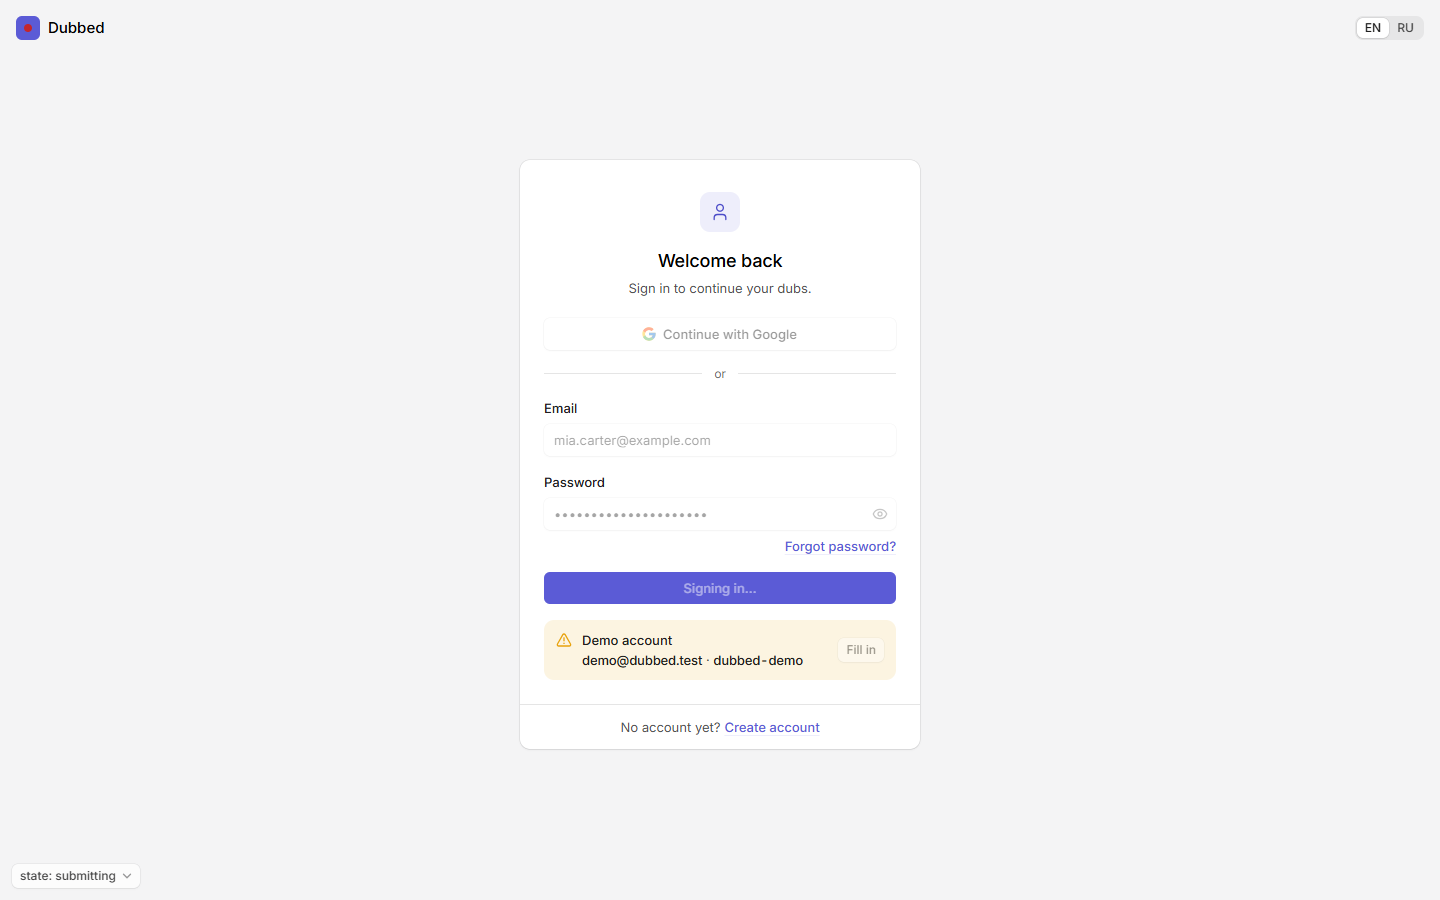 Dubbed
EN RU
Welcome back
Sign in to continue your dubs.
Continue with Google
or
Email
mia.carter@example.com
Password
••••••••••••••••••••
Forgot password?
Signing in...
Demo account
demo@dubbed.test · dubbed-demo
Fill in
No account yet? Create account
state: submitting